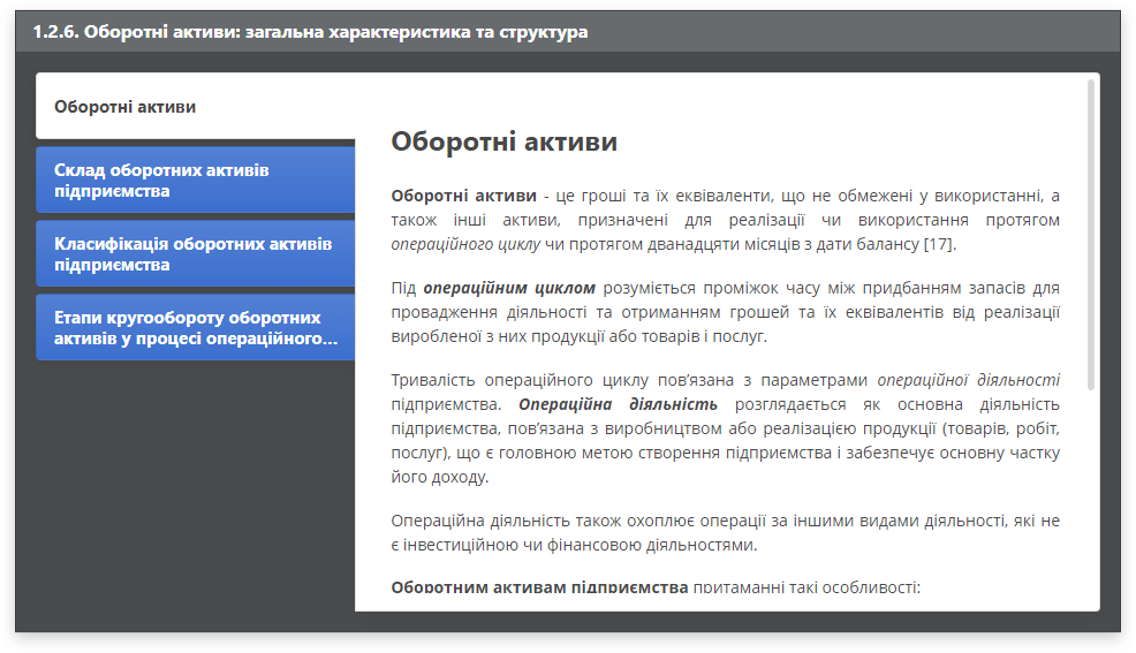 1.2.6. Оборотні активи: загальна характеристика та структура
Оборотні активи
Склад оборотних активів
підприємства
Класифікація оборотних активів
підприємства
Етапи кругообороту оборотних
активів у процесі операційного...
Оборотні активи
Оборотні активи - це гроші та їх еквіваленти, що не обмежені у використанні, а
також інші активи, призначені для реалізації чи використання протягом
операційного циклу чи протягом дванадцяти місяців з дати балансу [17].
Під операційним циклом розуміється проміжок часу між придбанням запасів для
провадження діяльності та отриманням грошей та їх еквівалентів від реалізації
виробленої з них продукції або товарів і послуг.
Тривалість операційного циклу пов’язана з параметрами операційної діяльності
підприємства. Операційна діяльність розглядається як основна діяльність
підприємства, пов’язана з виробництвом або реалізацією продукції (товарів, робіт,
послуг), що є головною метою створення підприємства і забезпечує основну частку
його доходу.
Операційна діяльність також охоплює операції за іншими видами діяльності, які не
є інвестиційною чи фінансовою діяльностями.
Оборотним активам підприємства притаманні такі особливості: